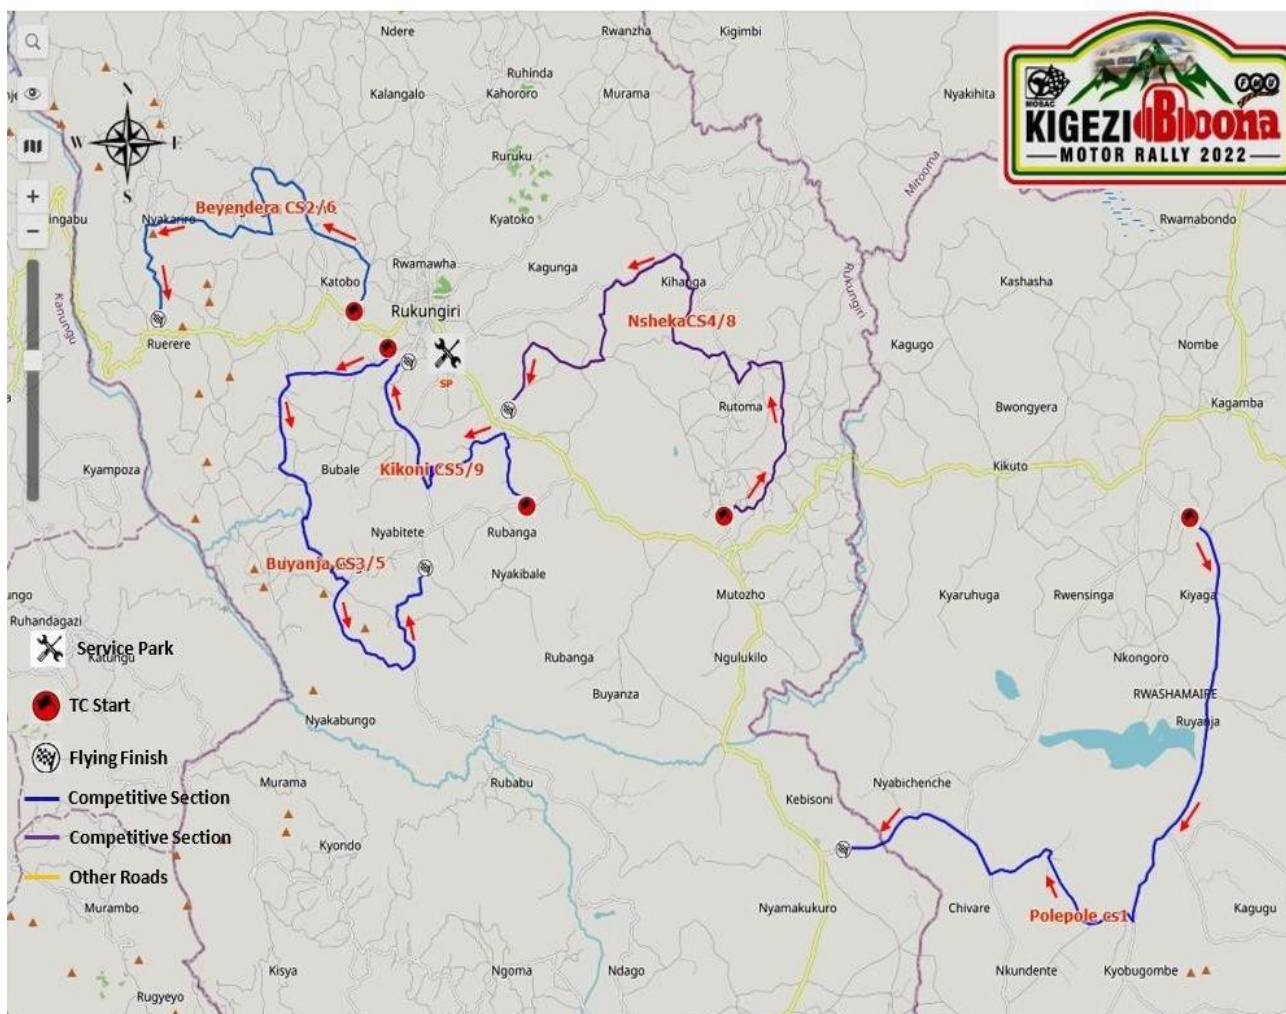 Ndere
Rwanzha
Kigimbi
Ruhinda
Kalangalo
Kahororo
Murama
Nyakihita
MOSAC
FMU
KIGEZI Boona
MOTOR RALLY 2022
N
W
E
S
Ruruku
Mirooma
ingabu
Nyakariro
Beyendera CS2/6
Kyatoko
Rwamabondo
Rwamawha
Kagunga
Katobo
Kihanga
Rukungiri
Kashasha
Kanungu
Rukungiri
NshekaCS4/8
Ruerere
Kagugo
Nombe
SP
Rutoma
Bwongyera
Kagamba
Kyampoza
Bubale
Kikoni CS5/9
Kikuto
Nyabitete
Rubanga
Buyanja CS3/5
Nyakibale
Mutozho
Kyaruhuga
Rwensinga
Kiyaga
ungo
Ruhandagazi
Service Park
Katungu
Rubanga
Ngulukilo
Nkongoro
Buyanza
RWASHAMAIRE
TC Start
Nyakabungo
Ruyanja
Flying Finish
Murama
Rubabu
Nyabichenche
Competitive Section
Kebisoni
Competitive Section
Kyondo
Other Roads
Murambo
Nyamakukuro
Chivare
Polepole cs1
Kagugu
Kisya
Ngoma
Ndago
Nkundente
Kyobugombe
Rugyeyo